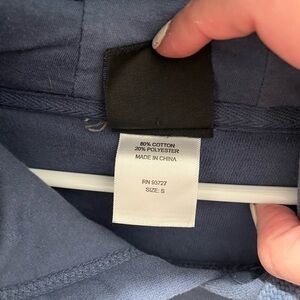 80% COTTON
20% POLYESTER
MADE IN CHINA
RN 93727
SIZE: S